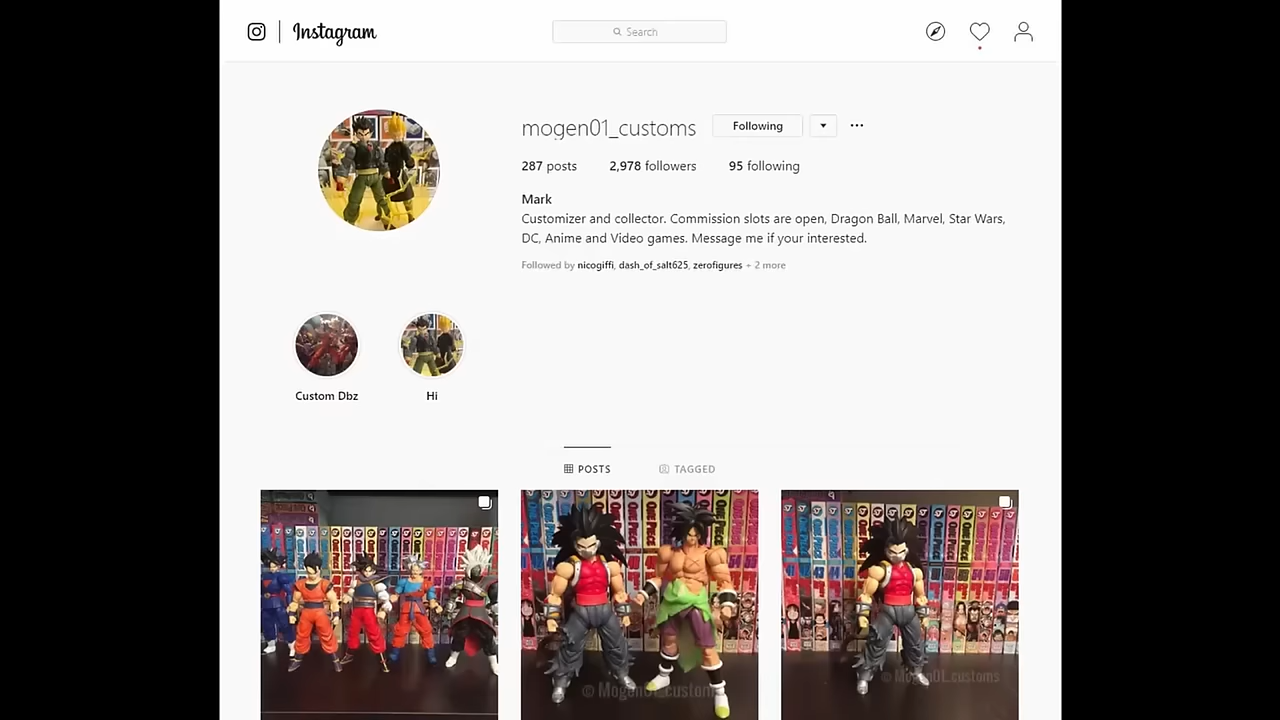 Instagram
Search
mogen01_customs
Following
287 posts 2,978 followers 95 following
Mark
Customizer and collector. Commission slots are open, Dragon Ball, Marvel, Star Wars,
DC, Anime and Video games. Message me if your interested.
Followed by nicogiffi, dash_of_salt625, zerofigures + 2 more
Custom Dbz Hi
POSTS TAGGED
© Mogen01_custom
© Mogen01_customs